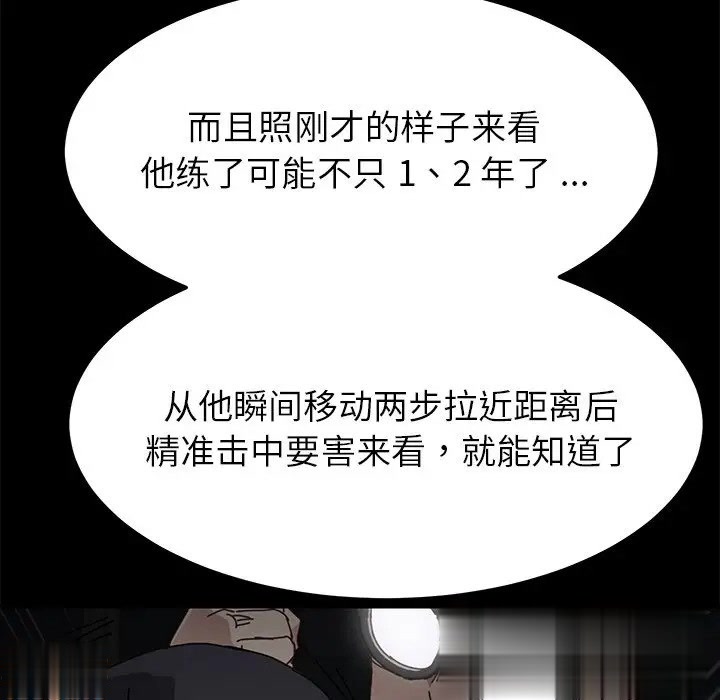 而且照刚才的样子来看
他练了可能不只 1、2 年了 ...
从他瞬间移动两步拉近距离后
精准击中要害来看，就能知道了